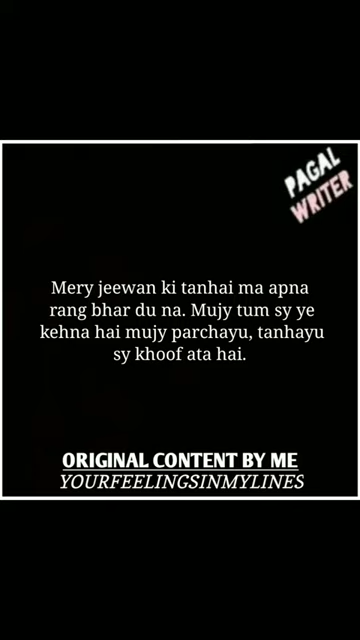 PAGAL
WRITER
Mery jeewan ki tanhai ma apna
rang bhar du na. Mujy tum sy ye
kehna hai mujy parchayu, tanhayu
sy khoof ata hai.
ORIGINAL CONTENT BY ME
YOURFEELINGSINMYLINES